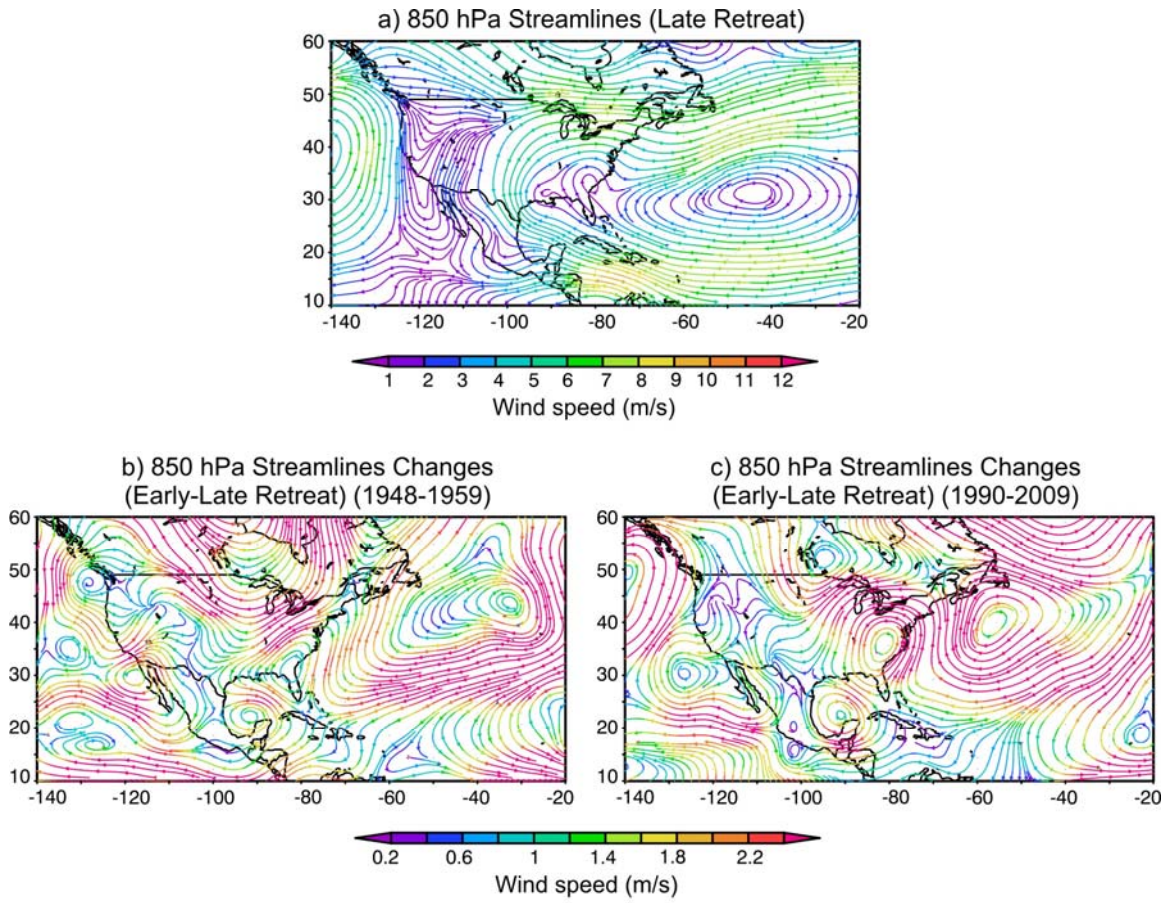 a) 850 hPa Streamlines (Late Retreat)
60
50
40
30
20
10
-140 -120 -100 -80 -60 -40 -20
1 2 3 4 5 6 7 8 9 10 11 12
Wind speed (m/s)
b) 850 hPa Streamlines Changes
(Early-Late Retreat) (1948-1959)
60
50
40
30
20
10
-140 -120 -100 -80 -60 -40 -20
c) 850 hPa Streamlines Changes
(Early-Late Retreat) (1990-2009)
60
50
40
30
20
10
-140 -120 -100 -80 -60 -40 -20
0.2 0.6 1 1.4 1.8 2.2
Wind speed (m/s)